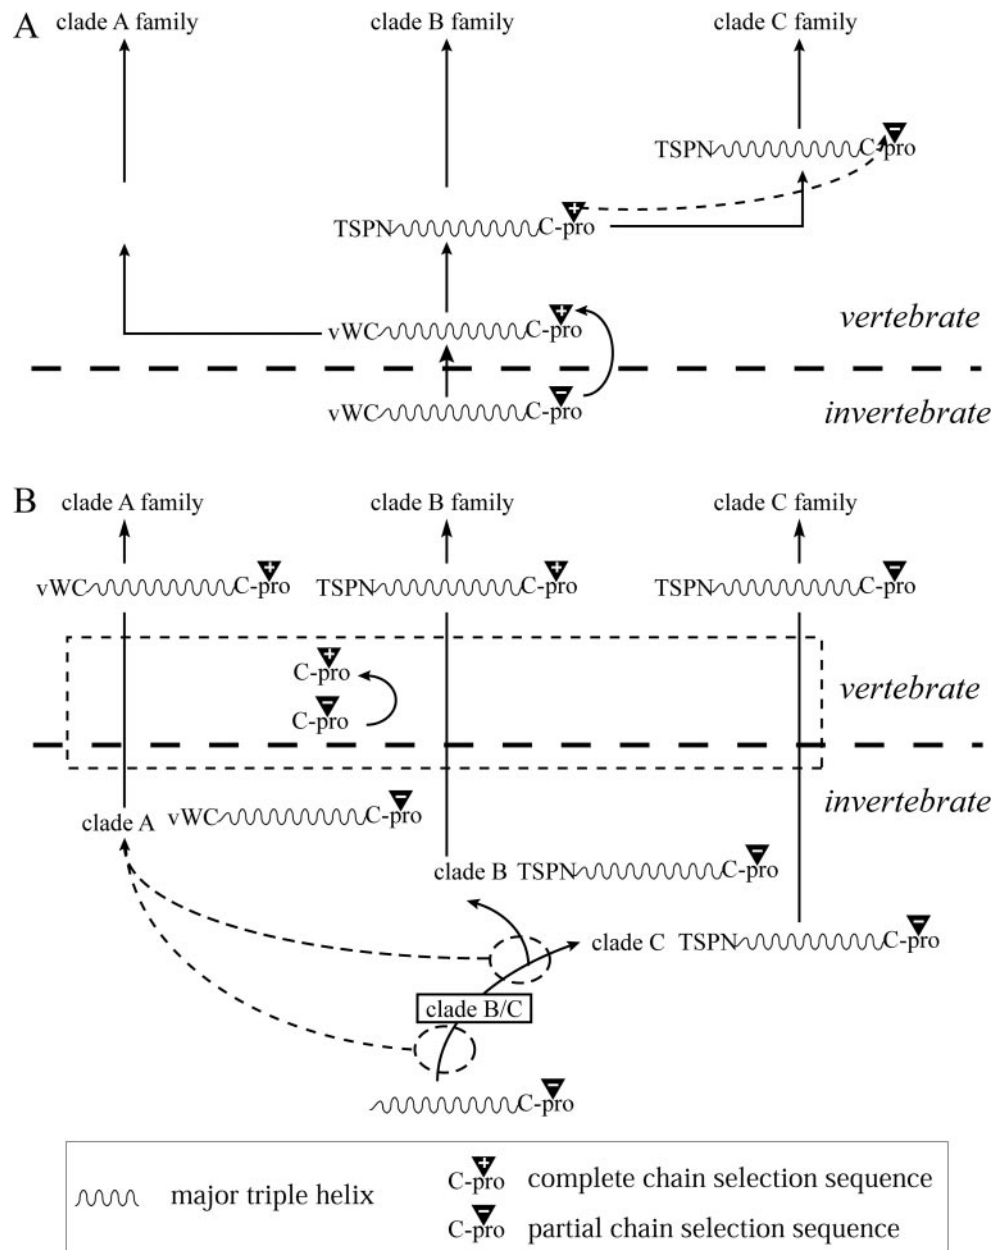 A clade A family clade B family clade C family
−
TSPN C-pro
+
TSPN C-pro
+
vWC C-pro
vertebrate
−
vWC C-pro
invertebrate
B clade A family clade B family clade C family
+ + −
vWC C-pro TSPN C-pro TSPN C-pro
+
C-pro
vertebrate
−
C-pro
invertebrate
−
clade A vWC C-pro
−
clade B TSPN C-pro
−
clade C TSPN C-pro
clade B/C
−
C-pro
major triple helix
+
C-pro complete chain selection sequence
−
C-pro partial chain selection sequence